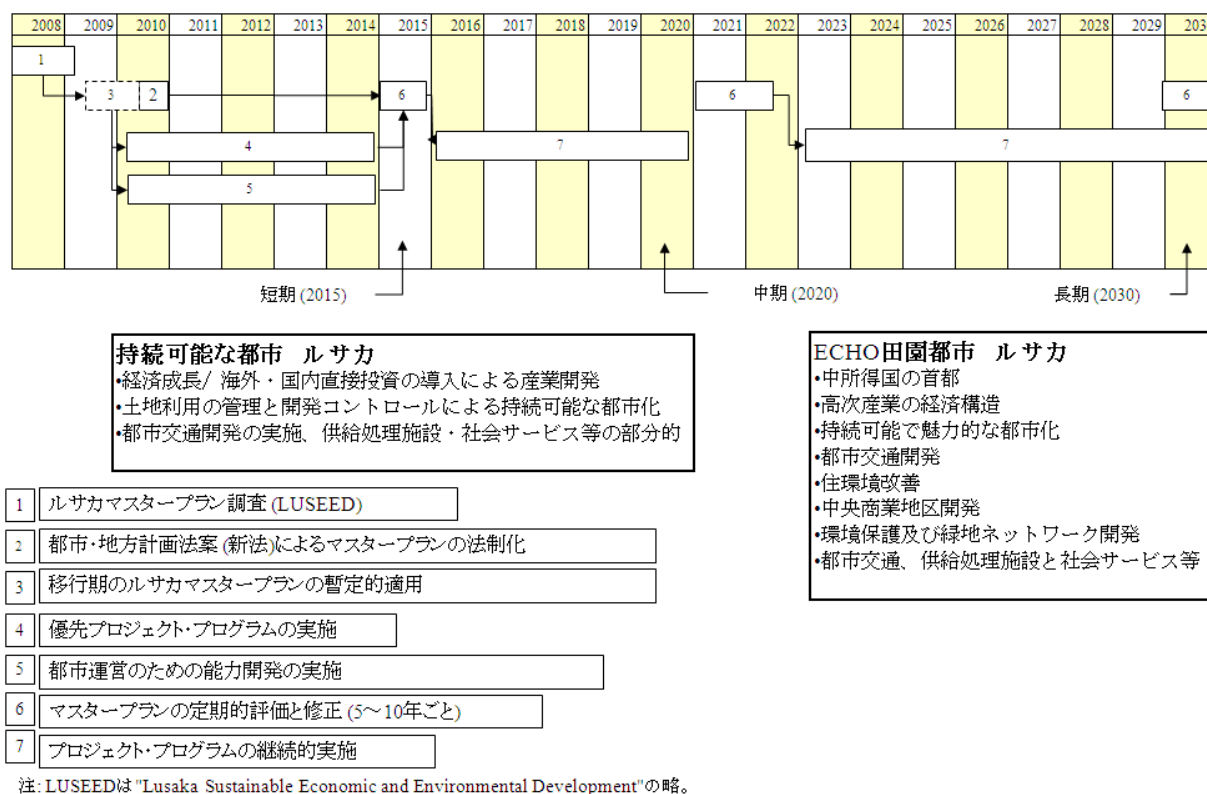 2008 2009 2010 2011 2012 2013 2014 2015 2016 2017 2018 2019 2020 2021 2022 2023 2024 2025 2026 2027 2028 2029 203
1
3 2 6 6 6
4 7 7
5
短期 (2015) 中期 (2020) 長期 (2030)
持続可能な都市 ルサカ
•経済成長/ 海外・国内直接投資の導入による産業開発
•土地利用の管理と開発コントロールによる持続可能な都市化
•都市交通開発の実施、供給処理施設・社会サービス等の部分的
ECHO田園都市 ルサカ
•中所得国の首都
•高次産業の経済構造
•持続可能で魅力的な都市化
•都市交通開発
•住環境改善
•中央商業地区開発
•環境保護及び緑地ネットワーク開発
•都市交通、供給処理施設と社会サービス等
1 ルサカマスタープラン調査 (LUSEED)
2 都市・地方計画法案 (新法)によるマスタープランの法制化
3 移行期のルサカマスタープランの暫定的適用
4 優先プロジェクト・プログラムの実施
5 都市運営のための能力開発の実施
6 マスタープランの定期的評価と修正 (5～10年ごと)
7 プロジェクト・プログラムの継続的実施
注: LUSEEDは "Lusaka Sustainable Economic and Environmental Development"の略。